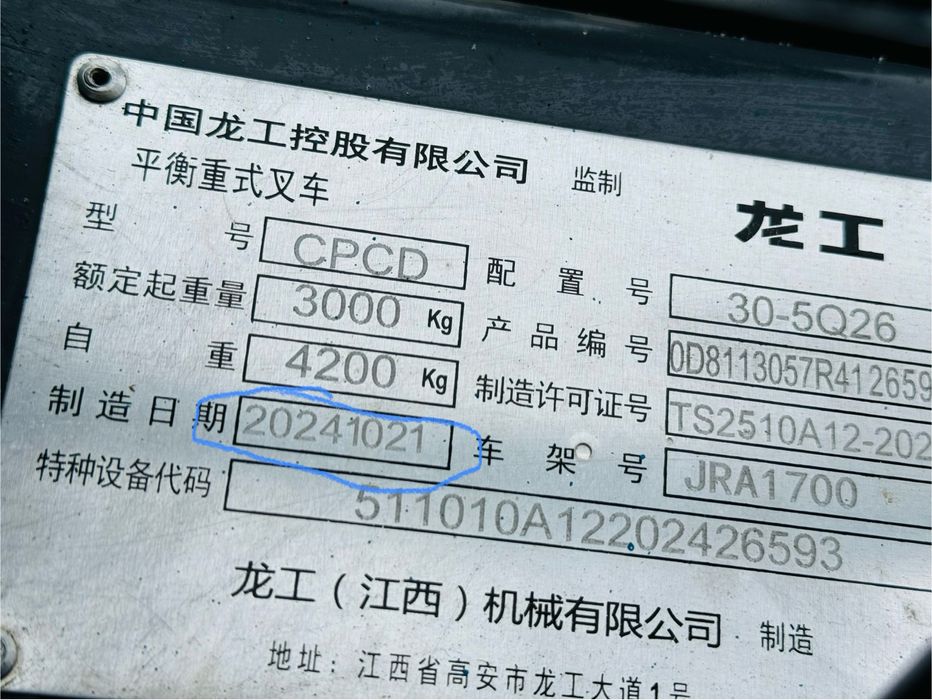 中国龙工控股有限公司 监制
平衡重式叉车
龙工
型号 CPCD 配置号 30-5Q26
额定起重量 3000 Kg 产品编号 0D8113057R412659
自重 4200 Kg 制造许可证号 TS2510A12-202
制造日期 20241021 车架号 JRA1700
特种设备代码 511010A12202426593
龙工（江西）机械有限公司 制造
地址：江西省高安市龙工大道1号